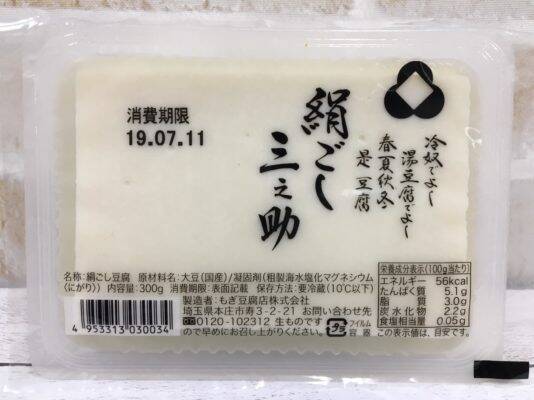 消費期限
19.07.11
絹ごし
三之助
冷奴でよし
湯豆腐でよし
春夏秋冬
是豆腐
名称:絹ごし豆腐 原材料名:大豆(国産)/凝固剤(粗製海水塩化マグネシウム
(にがり)) 内容量:300g 消費期限:表面記載 保存方法:要冷蔵(10℃以下)
製造者:もぎ豆腐店株式会社
埼玉県本庄市寿3-2-21 お問い合わせ先
0120-102312 生ものです
ので早めにお召し上がりください。
4 953313 030034
プラ
フィルム
容器
栄養成分表示(100g当たり)
エネルギー 56kcal
たんぱく質 5.1g
脂質 3.0g
炭水化物 2.2g
食塩相当量 0.05g
この表示値は、目安です。